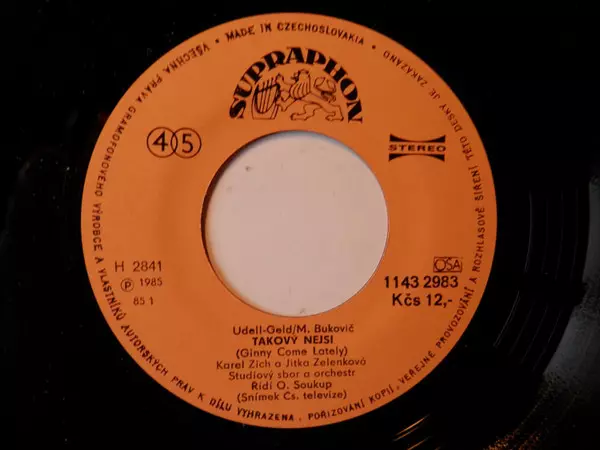 VŠECHNA PRÁVA GRAMOFONOVÉHO VÝROBCE A VLASTNÍKŮ AUTORSKÝCH PRÁV K DÍLU VYHRAZENA. POŘIZOVÁNÍ KOPIÍ, VEŘEJNÉ PROVOZOVÁNÍ A ROZHLASOVÉ ŠÍŘENÍ TÉTO DESKY JE ZAKÁZÁNO
• MADE IN CZECHOSLOVAKIA •
SUPRAPHON
45
STEREO
H 2841
Ⓟ 1985
85 1
OSA
1143 2983
Kčs 12,-
Udell-Geld/M. Bukovič
TAKOVÝ NEJSI
(Ginny Come Lately)
Karel Zich a Jitka Zelenková
Studiový sbor a orchestr
Řídí O. Soukup
(Snímek Čs. televize)